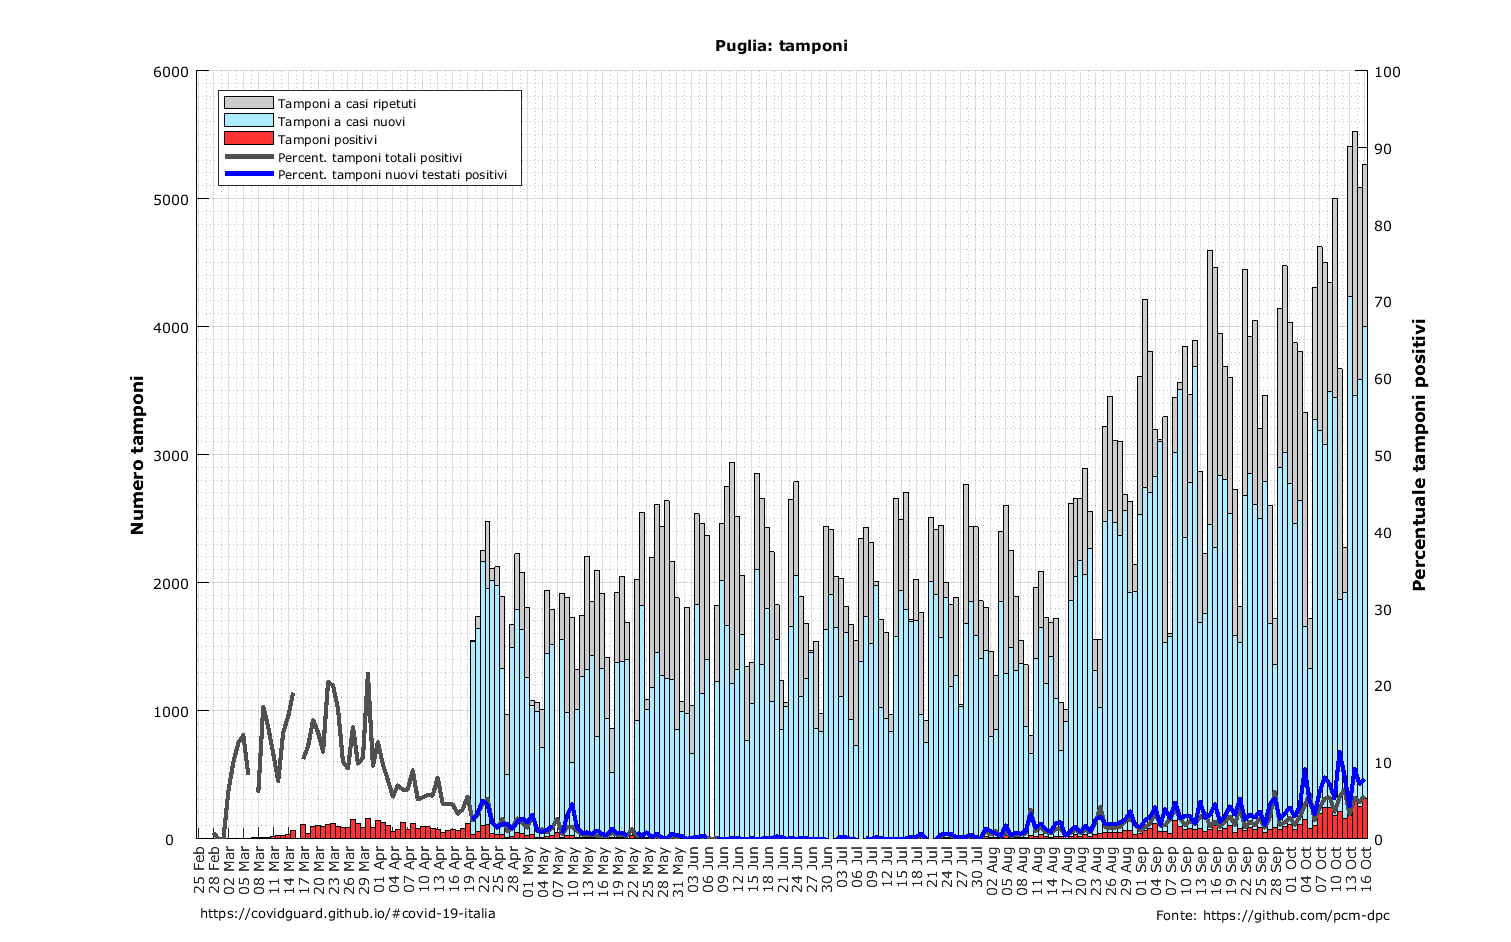 Puglia: tamponi
Tamponi a casi ripetuti
Tamponi a casi nuovi
Tamponi positivi
Percent. tamponi totali positivi
Percent. tamponi nuovi testati positivi
Numero tamponi
6000
5000
4000
3000
2000
1000
0
Percentuale tamponi positivi
100
90
80
70
60
50
40
30
20
10
0
25 Feb
28 Feb
02 Mar
05 Mar
08 Mar
11 Mar
14 Mar
17 Mar
20 Mar
23 Mar
26 Mar
29 Mar
01 Apr
04 Apr
07 Apr
10 Apr
13 Apr
16 Apr
19 Apr
22 Apr
25 Apr
28 Apr
01 May
04 May
07 May
10 May
13 May
16 May
19 May
22 May
25 May
28 May
31 May
03 Jun
06 Jun
09 Jun
12 Jun
15 Jun
18 Jun
21 Jun
24 Jun
27 Jun
30 Jun
03 Jul
06 Jul
09 Jul
12 Jul
15 Jul
18 Jul
21 Jul
24 Jul
27 Jul
30 Jul
02 Aug
05 Aug
08 Aug
11 Aug
14 Aug
17 Aug
20 Aug
23 Aug
26 Aug
29 Aug
01 Sep
04 Sep
07 Sep
10 Sep
13 Sep
16 Sep
19 Sep
22 Sep
25 Sep
28 Sep
01 Oct
04 Oct
07 Oct
10 Oct
13 Oct
16 Oct
https://covidguard.github.io/#covid-19-italia
Fonte: https://github.com/pcm-dpc